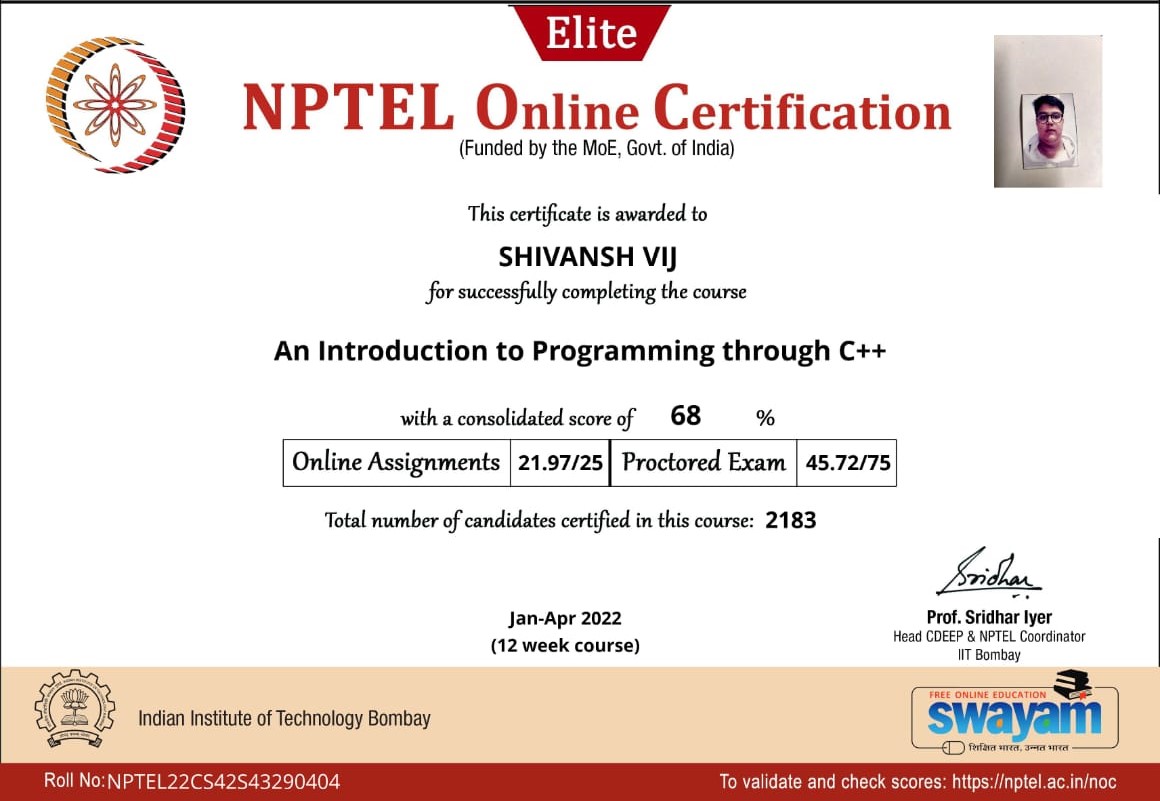 Elite
NPTEL Online Certification
(Funded by the MoE, Govt. of India)
This certificate is awarded to
SHIVANSH VIJ
for successfully completing the course
An Introduction to Programming through C++
with a consolidated score of 68 %
Online Assignments 21.97/25 Proctored Exam 45.72/75
Total number of candidates certified in this course: 2183
Sridhar
Jan-Apr 2022
(12 week course)
Prof. Sridhar Iyer
Head CDEEP & NPTEL Coordinator
IIT Bombay
Indian Institute of Technology Bombay
FREE ONLINE EDUCATION
swayam
शिक्षित भारत, उन्नत भारत
Roll No: NPTEL22CS42S43290404
To validate and check scores: https://nptel.ac.in/noc